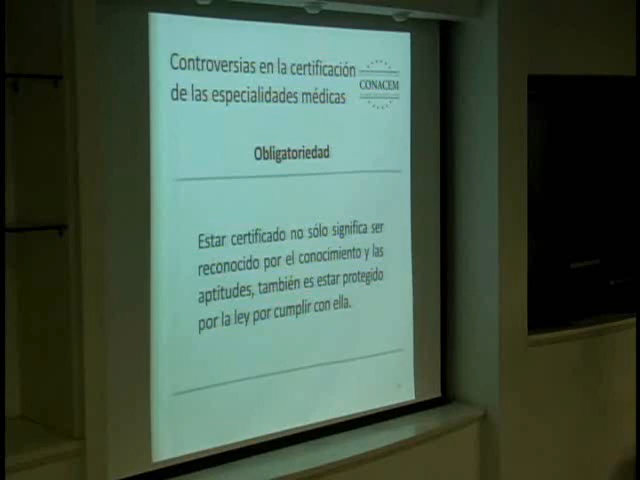 Controversias en la certificación
de las especialidades médicas
CONACEM
Obligatoriedad
Estar certificado no sólo significa ser
reconocido por el conocimiento y las
aptitudes, también es estar protegido
por la ley por cumplir con ella.